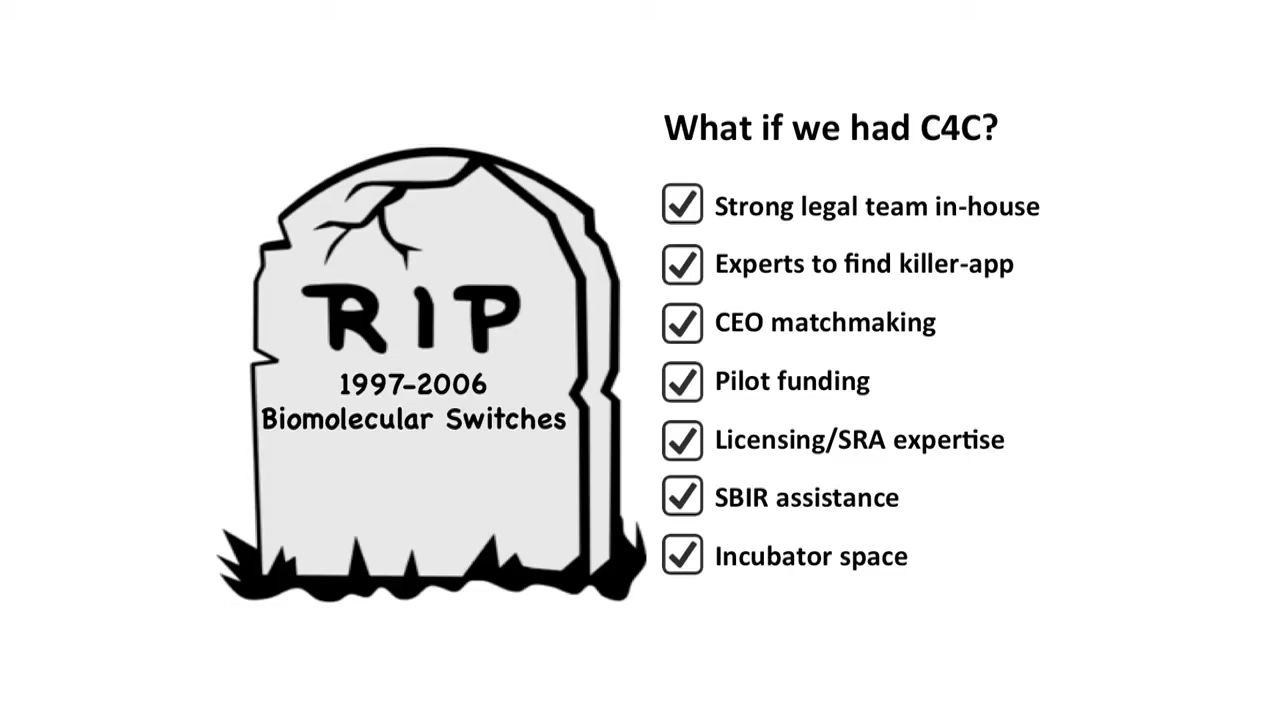 RIP
1997-2006
Biomolecular Switches
What if we had C4C?
Strong legal team in-house
Experts to find killer-app
CEO matchmaking
Pilot funding
Licensing/SRA expertise
SBIR assistance
Incubator space